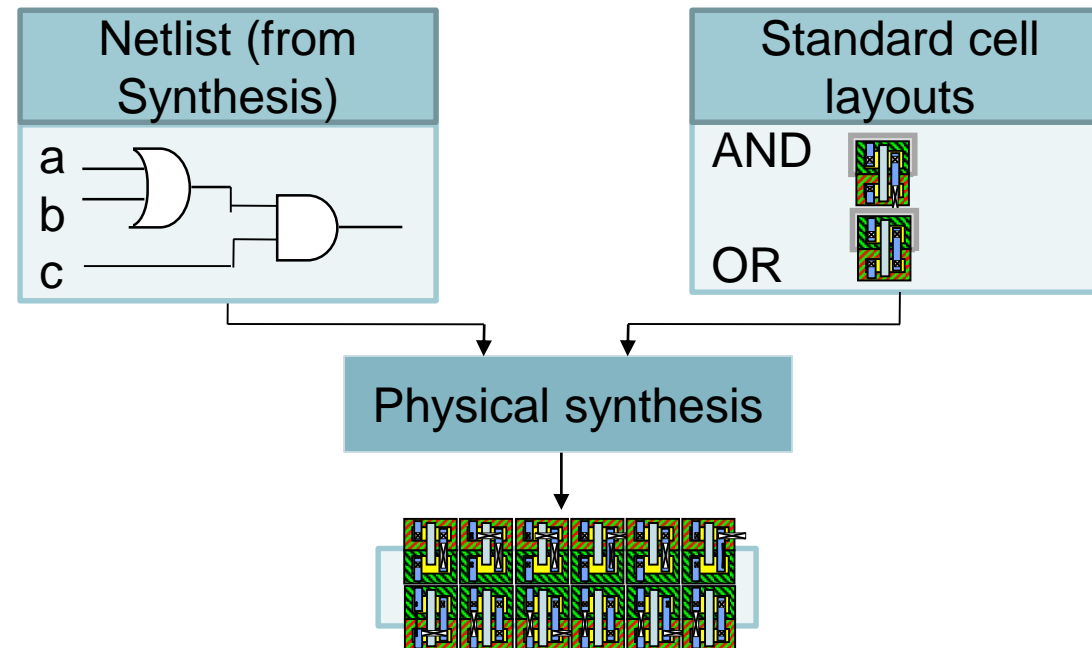 Netlist (from
Synthesis)
a
b
c
Standard cell
layouts
AND
OR
Physical synthesis